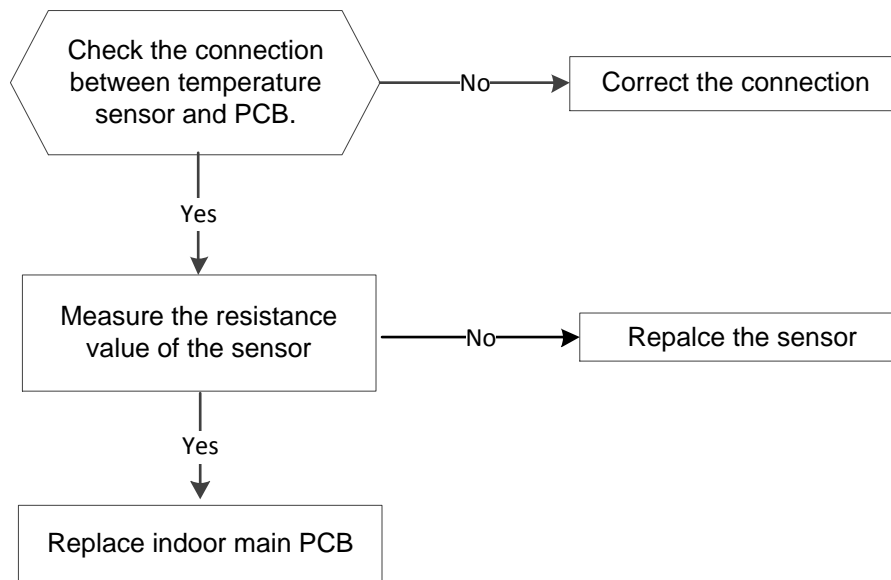 Check the connection
between temperature
sensor and PCB.
No
Correct the connection
Yes
Measure the resistance
value of the sensor
No
Repalce the sensor
Yes
Replace indoor main PCB